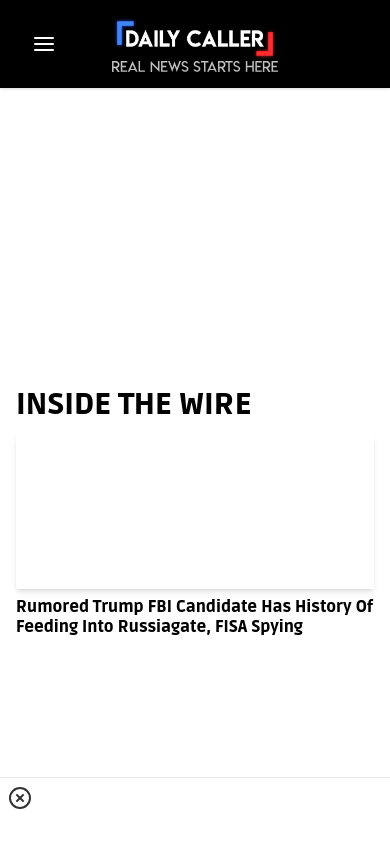 DAILY CALLER
REAL NEWS STARTS HERE
INSIDE THE WIRE
Rumored Trump FBI Candidate Has History Of
Feeding Into Russiagate, FISA Spying